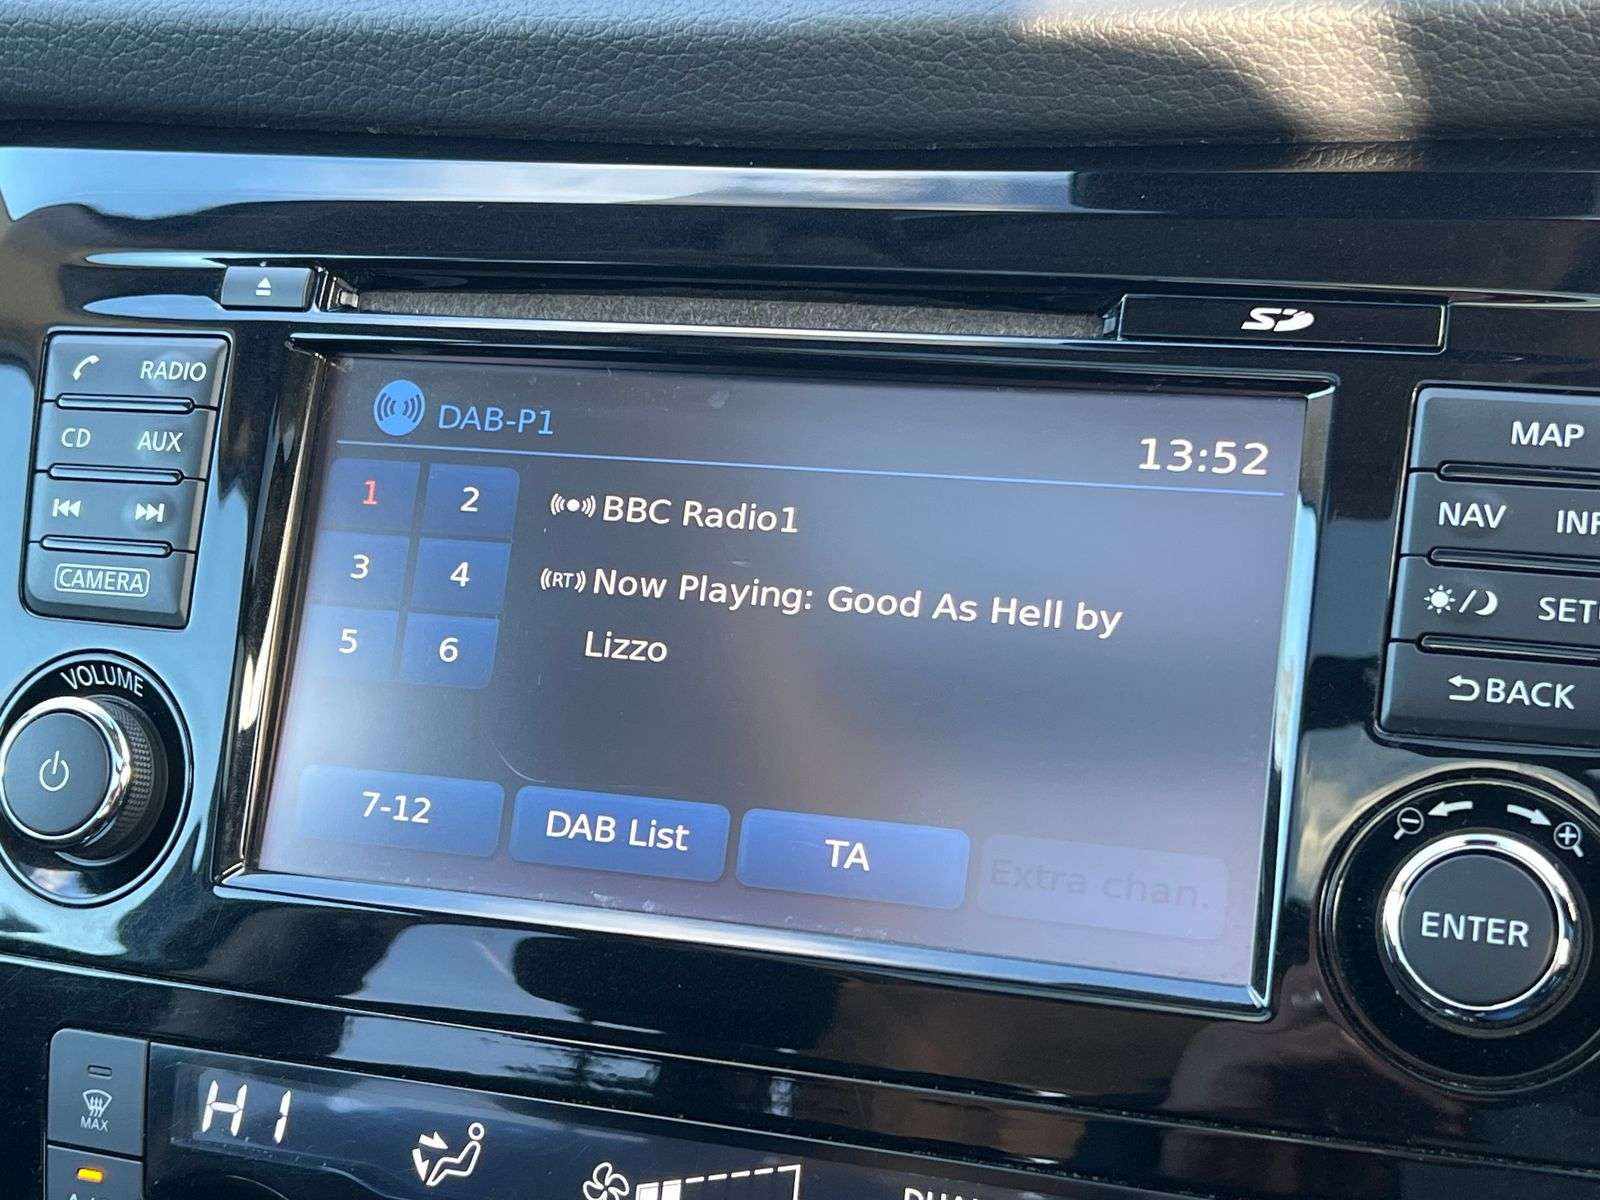 SD
RADIO
CD AUX
CAMERA
VOLUME
DAB-P1
13:52
1 2
3 4
5 6
BBC Radio1
RT Now Playing: Good As Hell by
Lizzo
7-12 DAB List TA Extra chan.
MAP
NAV
BACK
ENTER
MAX
HI